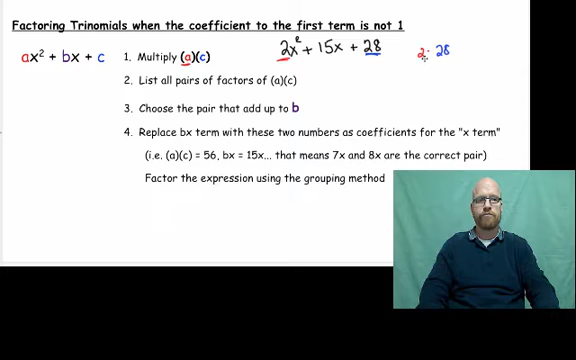 Factoring Trinomials when the coefficient to the first term is not 1
ax² + bx + c
1. Multiply (a)(c)
2x² + 15x + 28
2 · 28
2. List all pairs of factors of (a)(c)
3. Choose the pair that add up to b
4. Replace bx term with these two numbers as coefficients for the "x term"
(i.e. (a)(c) = 56, bx = 15x... that means 7x and 8x are the correct pair)
Factor the expression using the grouping method